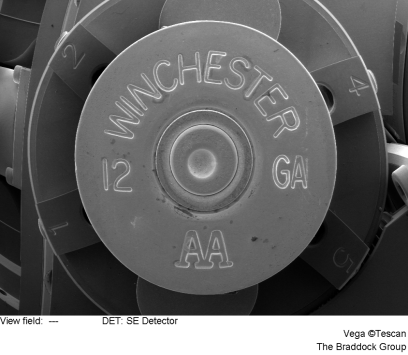 2
4
WINCHESTER
12 GA
1
5
AA
View field: --- DET: SE Detector
Vega ©Tescan
The Braddock Group